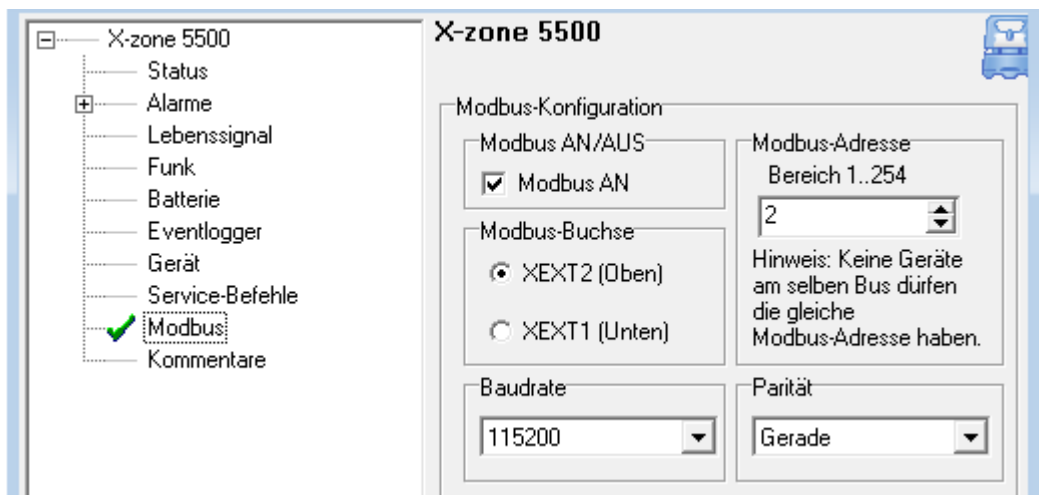 X-zone 5500
Status
Alarme
Lebenssignal
Funk
Batterie
Eventlogger
Gerät
Service-Befehle
Modbus
Kommentare
X-zone 5500
Modbus-Konfiguration
Modbus AN/AUS
Modbus AN
Modbus-Buchse
XEXT2 (Oben)
XEXT1 (Unten)
Modbus-Adresse
Bereich 1..254
2
Hinweis: Keine Geräte
am selben Bus dürfen
die gleiche
Modbus-Adresse haben.
Baudrate
115200
Parität
Gerade